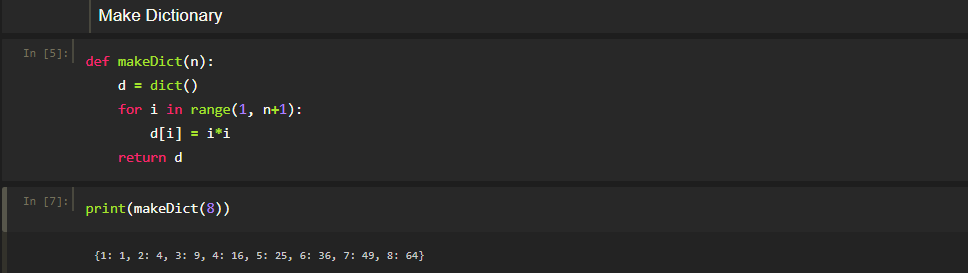 Make Dictionary
In [5]:
def makeDict(n):
    d = dict()
    for i in range(1, n+1):
        d[i] = i*i
    return d
In [7]:
print(makeDict(8))
{1: 1, 2: 4, 3: 9, 4: 16, 5: 25, 6: 36, 7: 49, 8: 64}